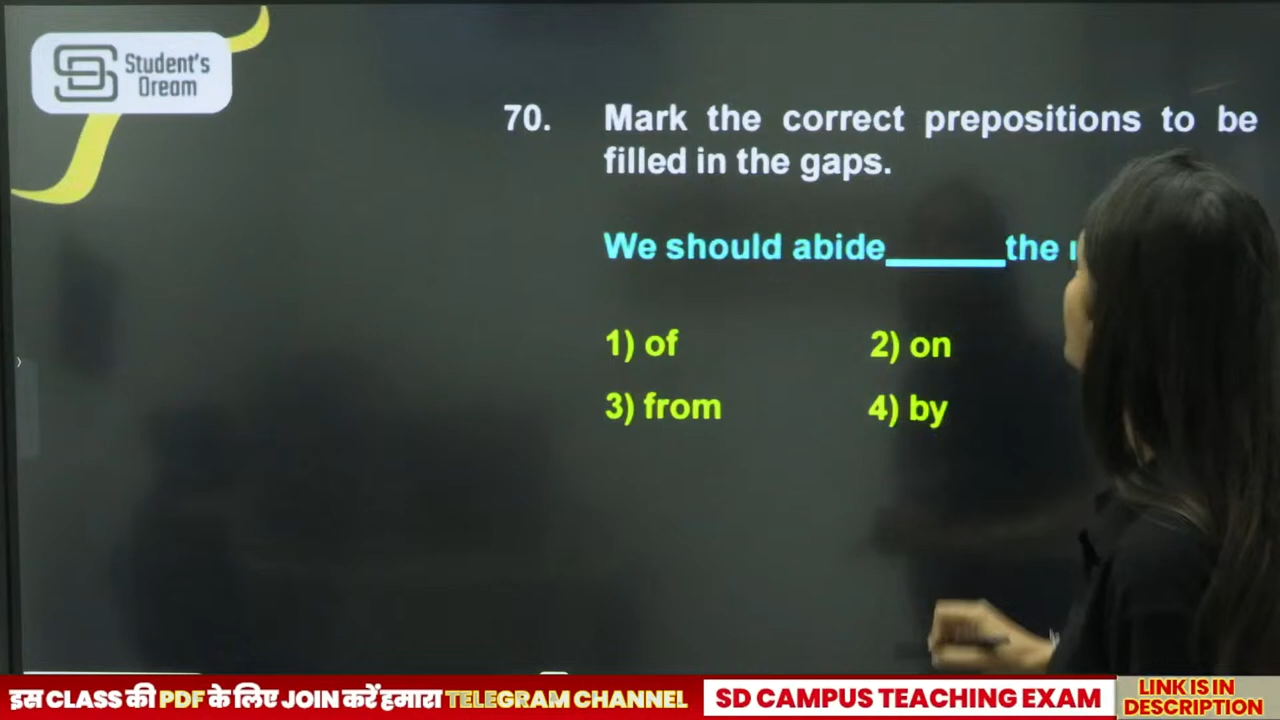 Student's
Dream
70. Mark the correct prepositions to be
filled in the gaps.
We should abide______the
1) of 2) on
3) from 4) by
इस CLASS की PDF के लिए JOIN करें हमारा TELEGRAM CHANNEL
SD CAMPUS TEACHING EXAM
LINK IS IN
DESCRIPTION